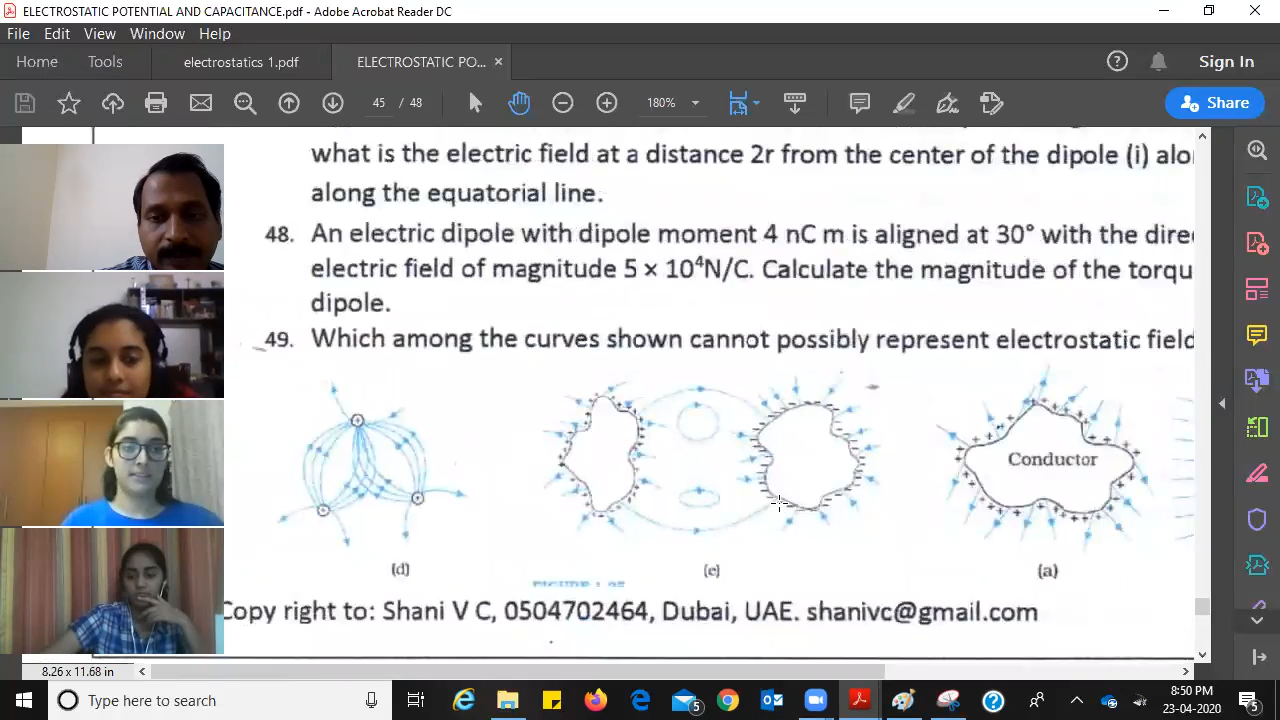 ELECTROSTATIC POTENTIAL AND CAPACITANCE.pdf - Adobe Acrobat Reader DC
File Edit View Window Help
Home Tools electrostatics 1.pdf ELECTROSTATIC PO... × Sign In
45 / 48 180% Share
what is the electric field at a distance 2r from the center of the dipole (i) alo
along the equatorial line.
48. An electric dipole with dipole moment 4 nC m is aligned at 30° with the dire
electric field of magnitude 5 × 10⁴N/C. Calculate the magnitude of the torqu
dipole.
49. Which among the curves shown cannot possibly represent electrostatic field
Conductor
(d) (e) (a)
Copy right to: Shani V C, 0504702464, Dubai, UAE. shanivc@gmail.com
8.26 x 11.68 in
Type here to search
5
8:50 PM
23-04-2020